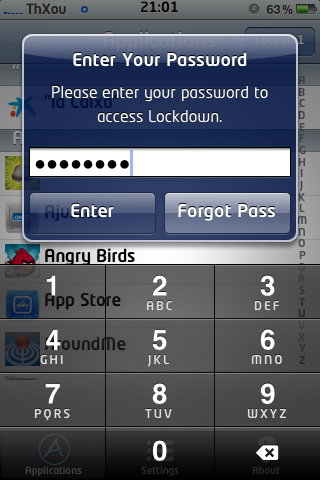 ThXou 21:01 63%
Applications
Enter Your Password
Please enter your password to
access Lockdown.
"la Caixa
Enter Forgot Pass
Angry Birds
App Store
AroundMe
1 2 ABC 3 DEF
4 GHI 5 JKL 6 MNO
7 PQRS 8 TUV 9 WXYZ
0
Applications Settings About